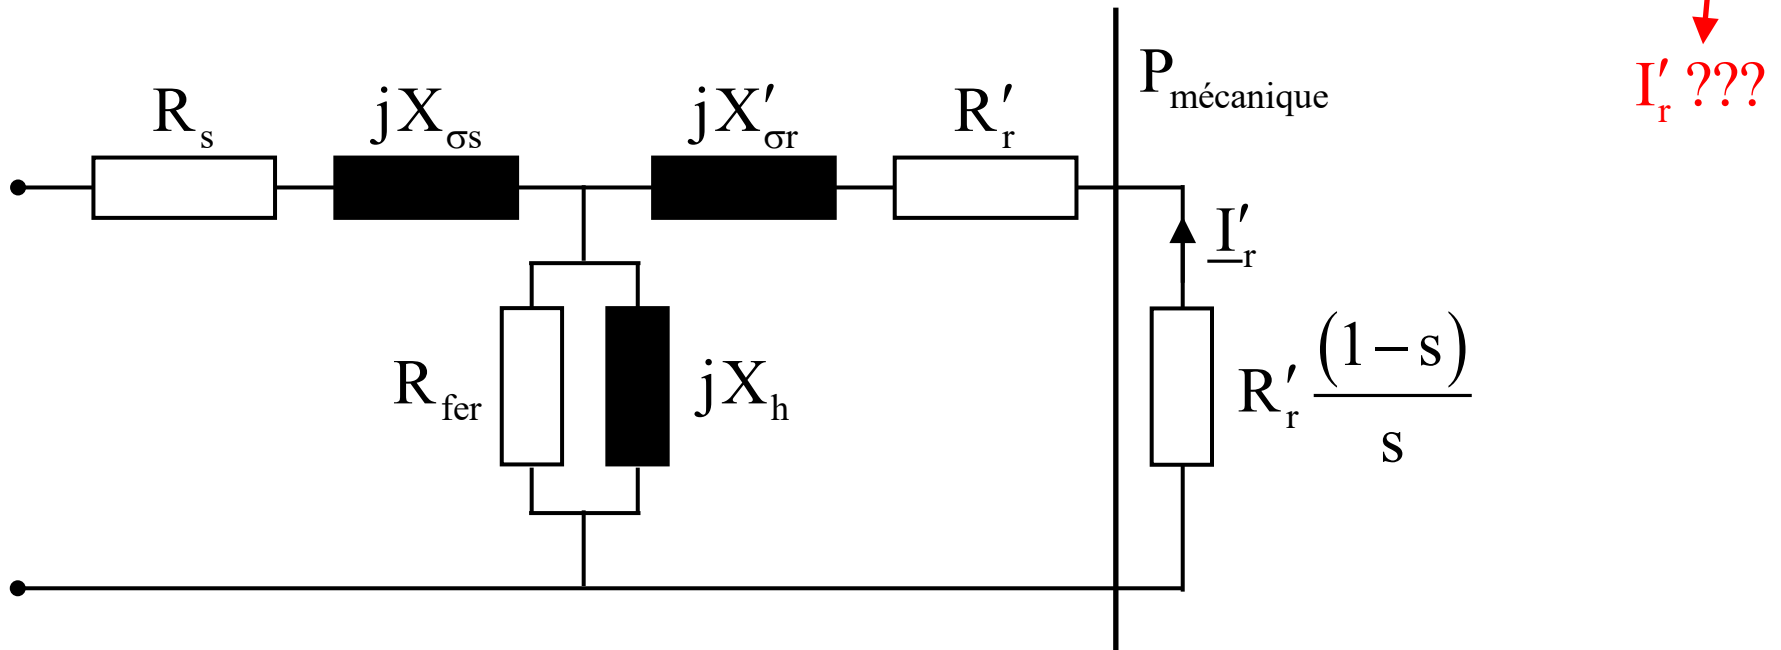 P_mécanique
I′_r ???
R_s
jX_σs
jX′_σr
R′_r
I′_r
R_fer
jX_h
R′_r (1−s)/s